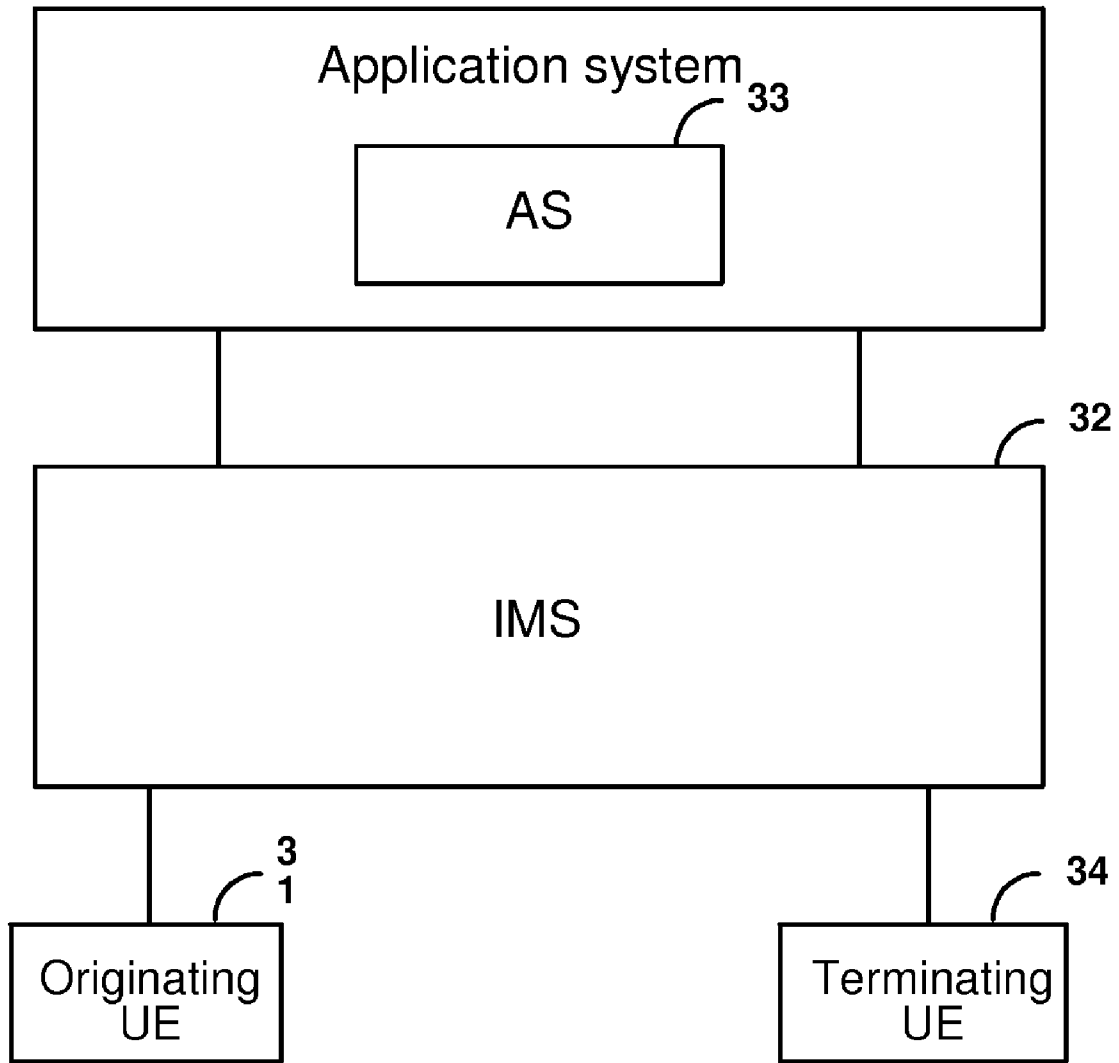 Application system
33
AS
32
IMS
3
1
34
Originating
UE
Terminating
UE